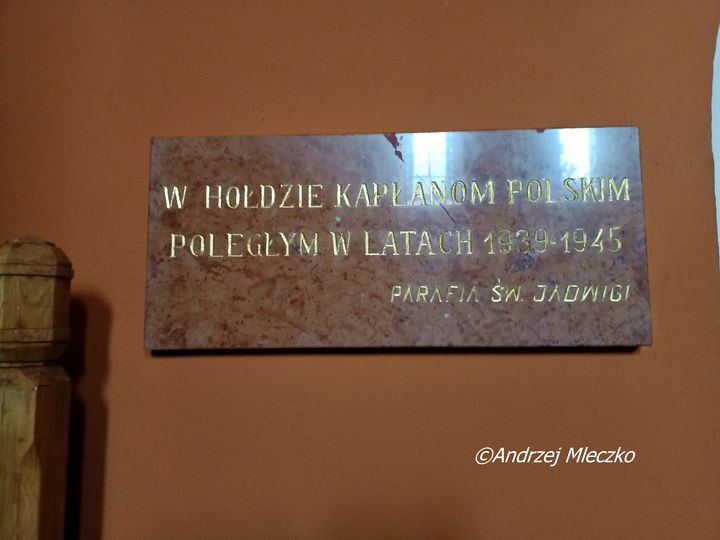 W HOŁDZIE KAPŁANOM POLSKIM
POLEGŁYM W LATACH 1939-1945
PARAFIA ŚW. JADWIGI
©Andrzej Mleczko